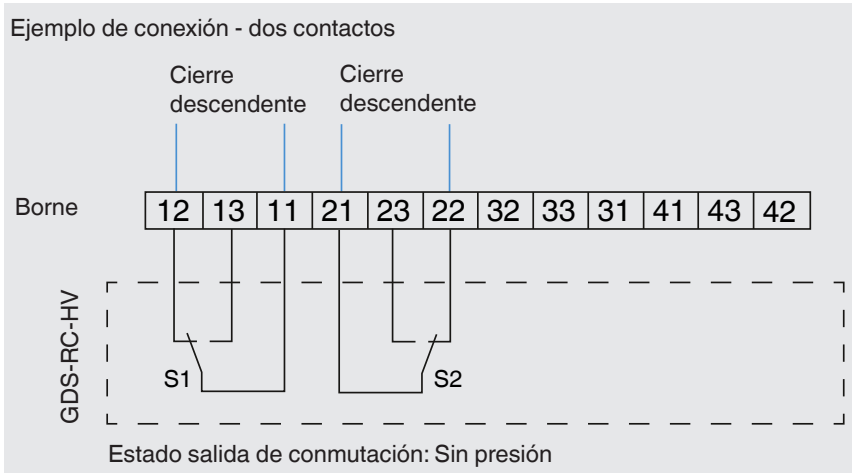 Ejemplo de conexión - dos contactos
Cierre
descendente
Cierre
descendente
Borne
12 13 11 21 23 22 32 33 31 41 43 42
GDS-RC-HV
S1
S2
Estado salida de conmutación: Sin presión